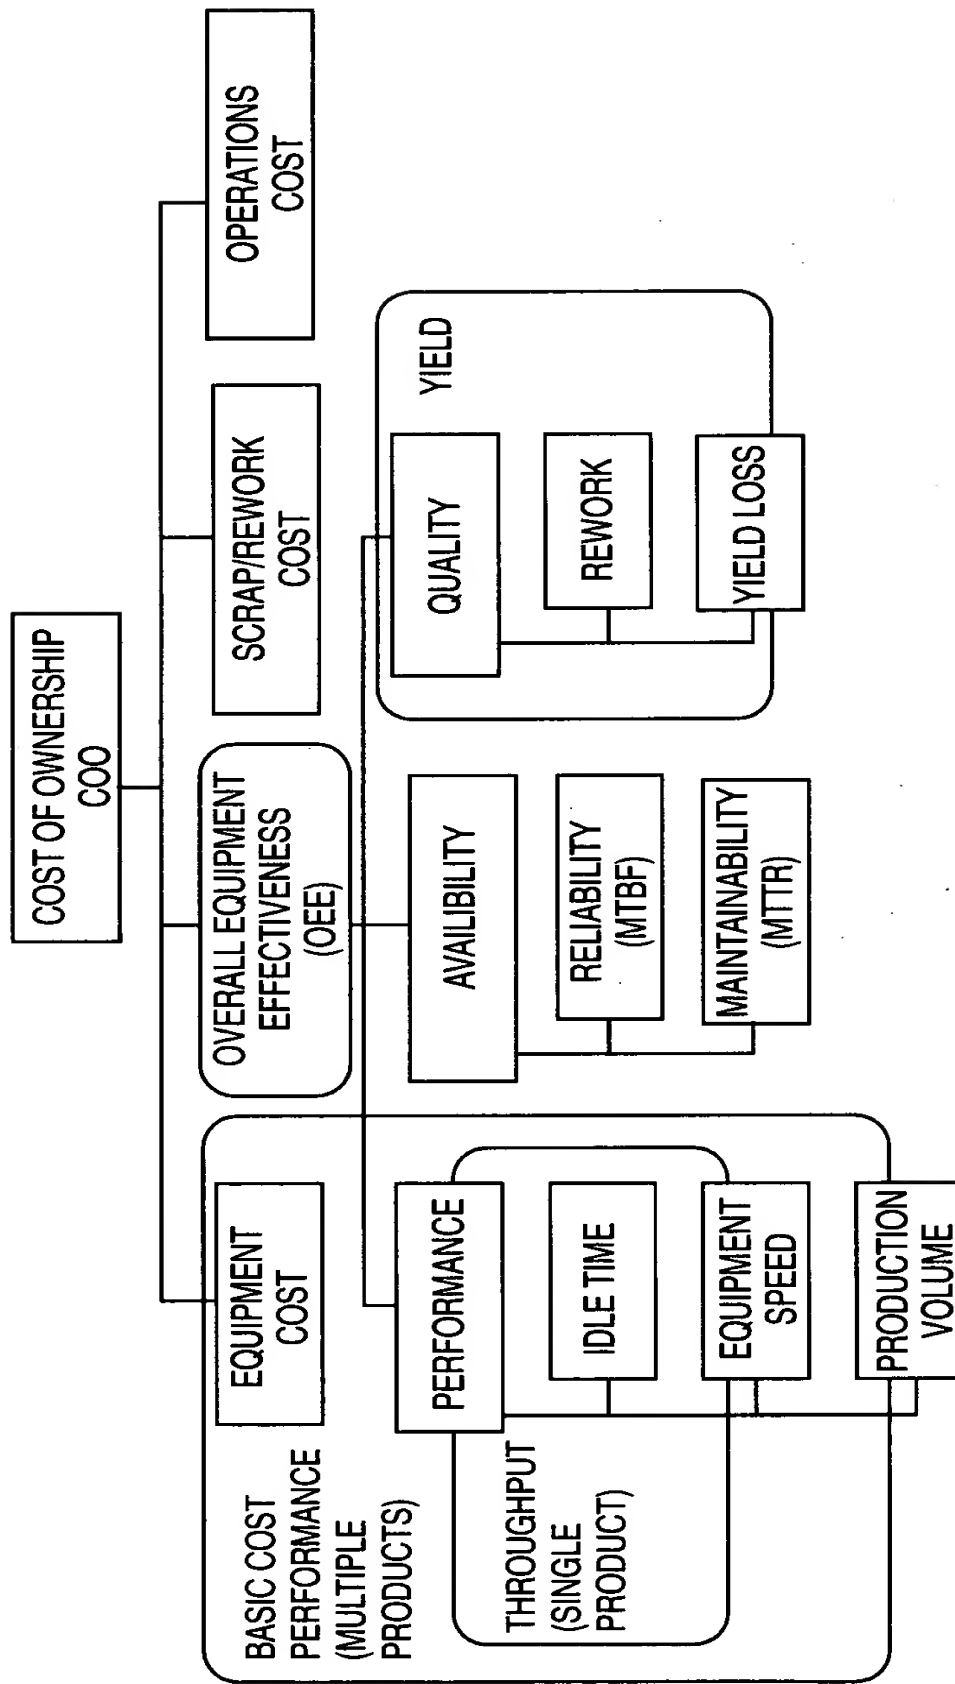 COST OF OWNERSHIP
COO
EQUIPMENT
COST
OVERALL EQUIPMENT
EFFECTIVENESS
(OEE)
SCRAP/REWORK
COST
OPERATIONS
COST
BASIC COST
PERFORMANCE
(MULTIPLE
PRODUCTS)
PERFORMANCE
AVAILIBILITY
QUALITY
YIELD
THROUGHPUT
(SINGLE
PRODUCT)
IDLE TIME
RELIABILITY
(MTBF)
REWORK
EQUIPMENT
SPEED
MAINTAINABILITY
(MTTR)
YIELD LOSS
PRODUCTION
VOLUME